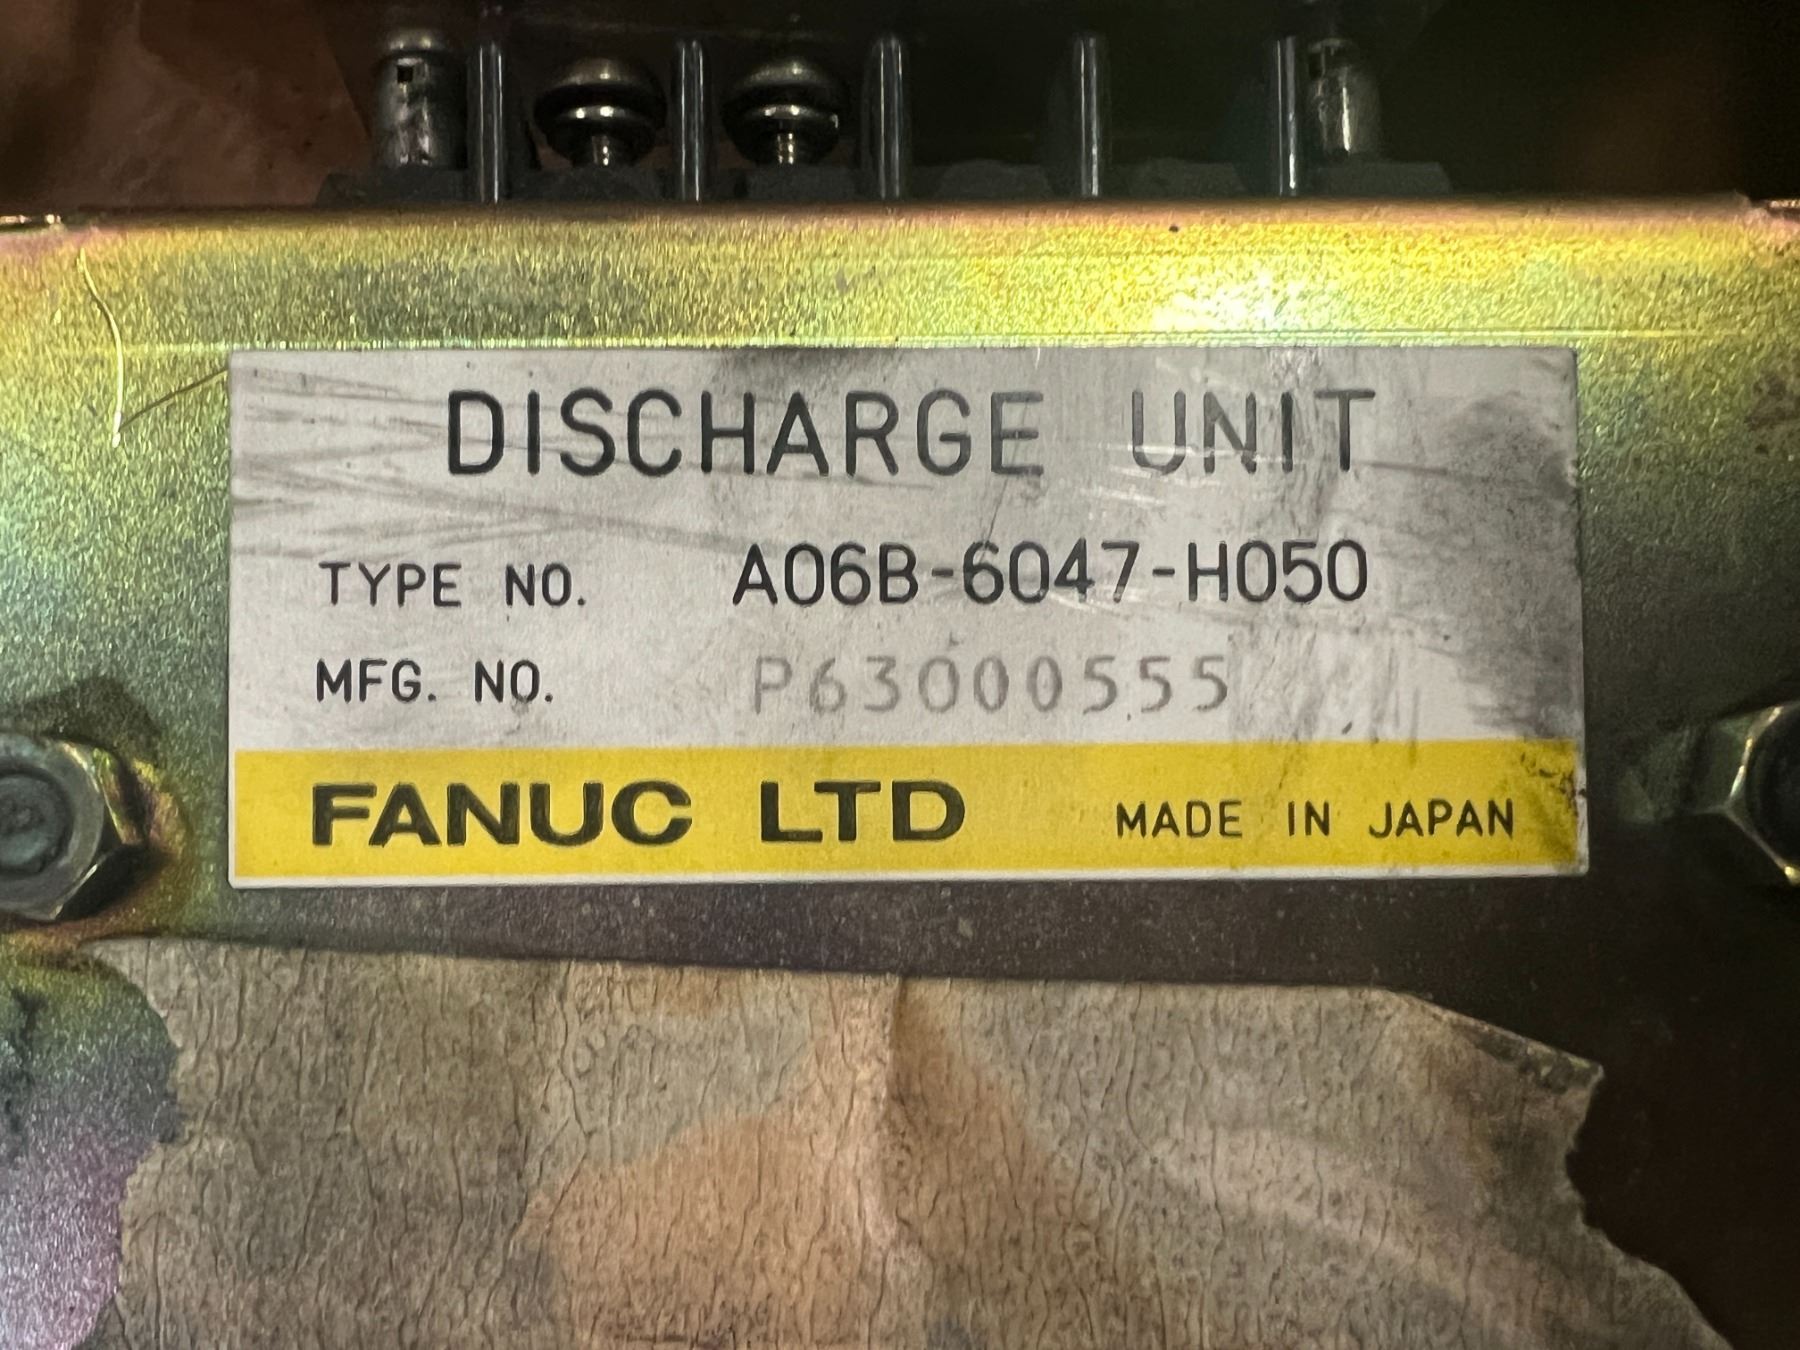 DISCHARGE UNIT
TYPE NO. A06B-6047-H050
MFG. NO. P63000555
FANUC LTD MADE IN JAPAN